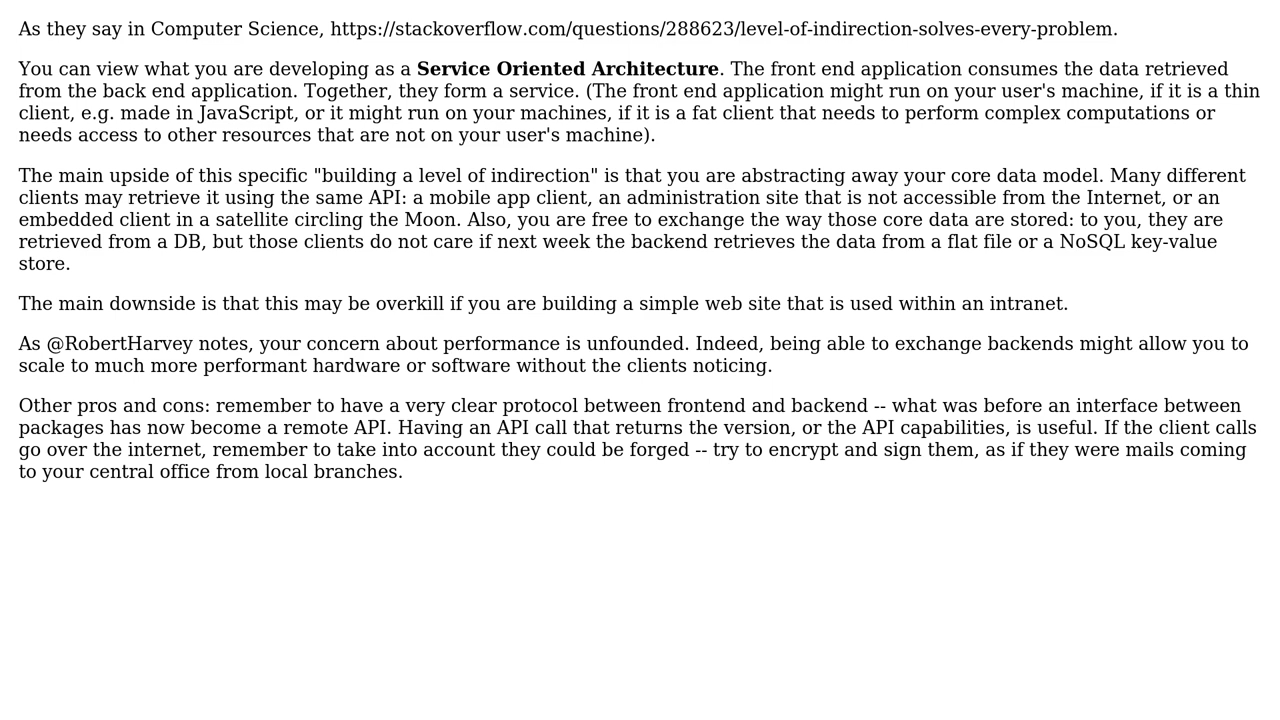 As they say in Computer Science, https://stackoverflow.com/questions/288623/level-of-indirection-solves-every-problem.
You can view what you are developing as a Service Oriented Architecture. The front end application consumes the data retrieved
from the back end application. Together, they form a service. (The front end application might run on your user's machine, if it is a thin
client, e.g. made in JavaScript, or it might run on your machines, if it is a fat client that needs to perform complex computations or
needs access to other resources that are not on your user's machine).
The main upside of this specific "building a level of indirection" is that you are abstracting away your core data model. Many different
clients may retrieve it using the same API: a mobile app client, an administration site that is not accessible from the Internet, or an
embedded client in a satellite circling the Moon. Also, you are free to exchange the way those core data are stored: to you, they are
retrieved from a DB, but those clients do not care if next week the backend retrieves the data from a flat file or a NoSQL key-value
store.
The main downside is that this may be overkill if you are building a simple web site that is used within an intranet.
As @RobertHarvey notes, your concern about performance is unfounded. Indeed, being able to exchange backends might allow you to
scale to much more performant hardware or software without the clients noticing.
Other pros and cons: remember to have a very clear protocol between frontend and backend -- what was before an interface between
packages has now become a remote API. Having an API call that returns the version, or the API capabilities, is useful. If the client calls
go over the internet, remember to take into account they could be forged -- try to encrypt and sign them, as if they were mails coming
to your central office from local branches.